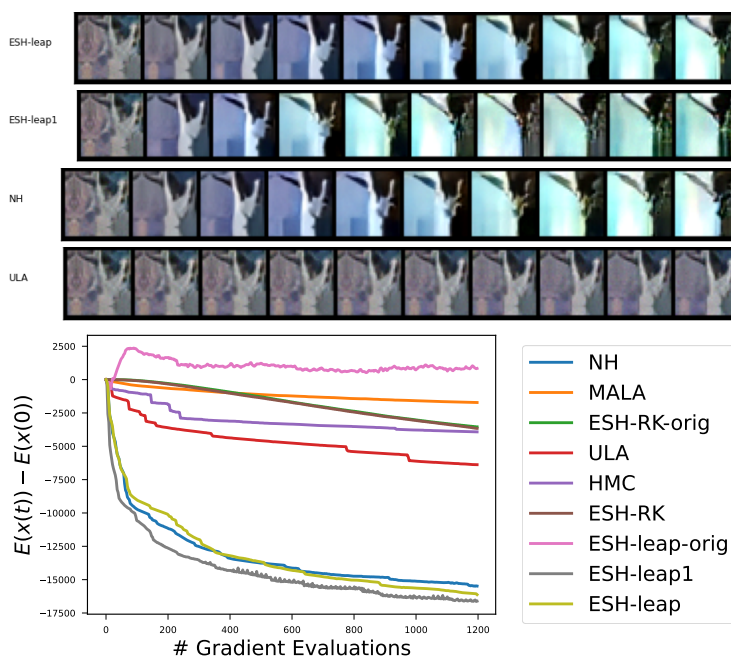 ESH-leap
ESH-leap1
NH
ULA
2500
0
−2500
−5000
−7500
−10000
−12500
−15000
−17500
E(x(t)) − E(x(0))
0 200 400 600 800 1000 1200
# Gradient Evaluations
NH
MALA
ESH-RK-orig
ULA
HMC
ESH-RK
ESH-leap-orig
ESH-leap1
ESH-leap